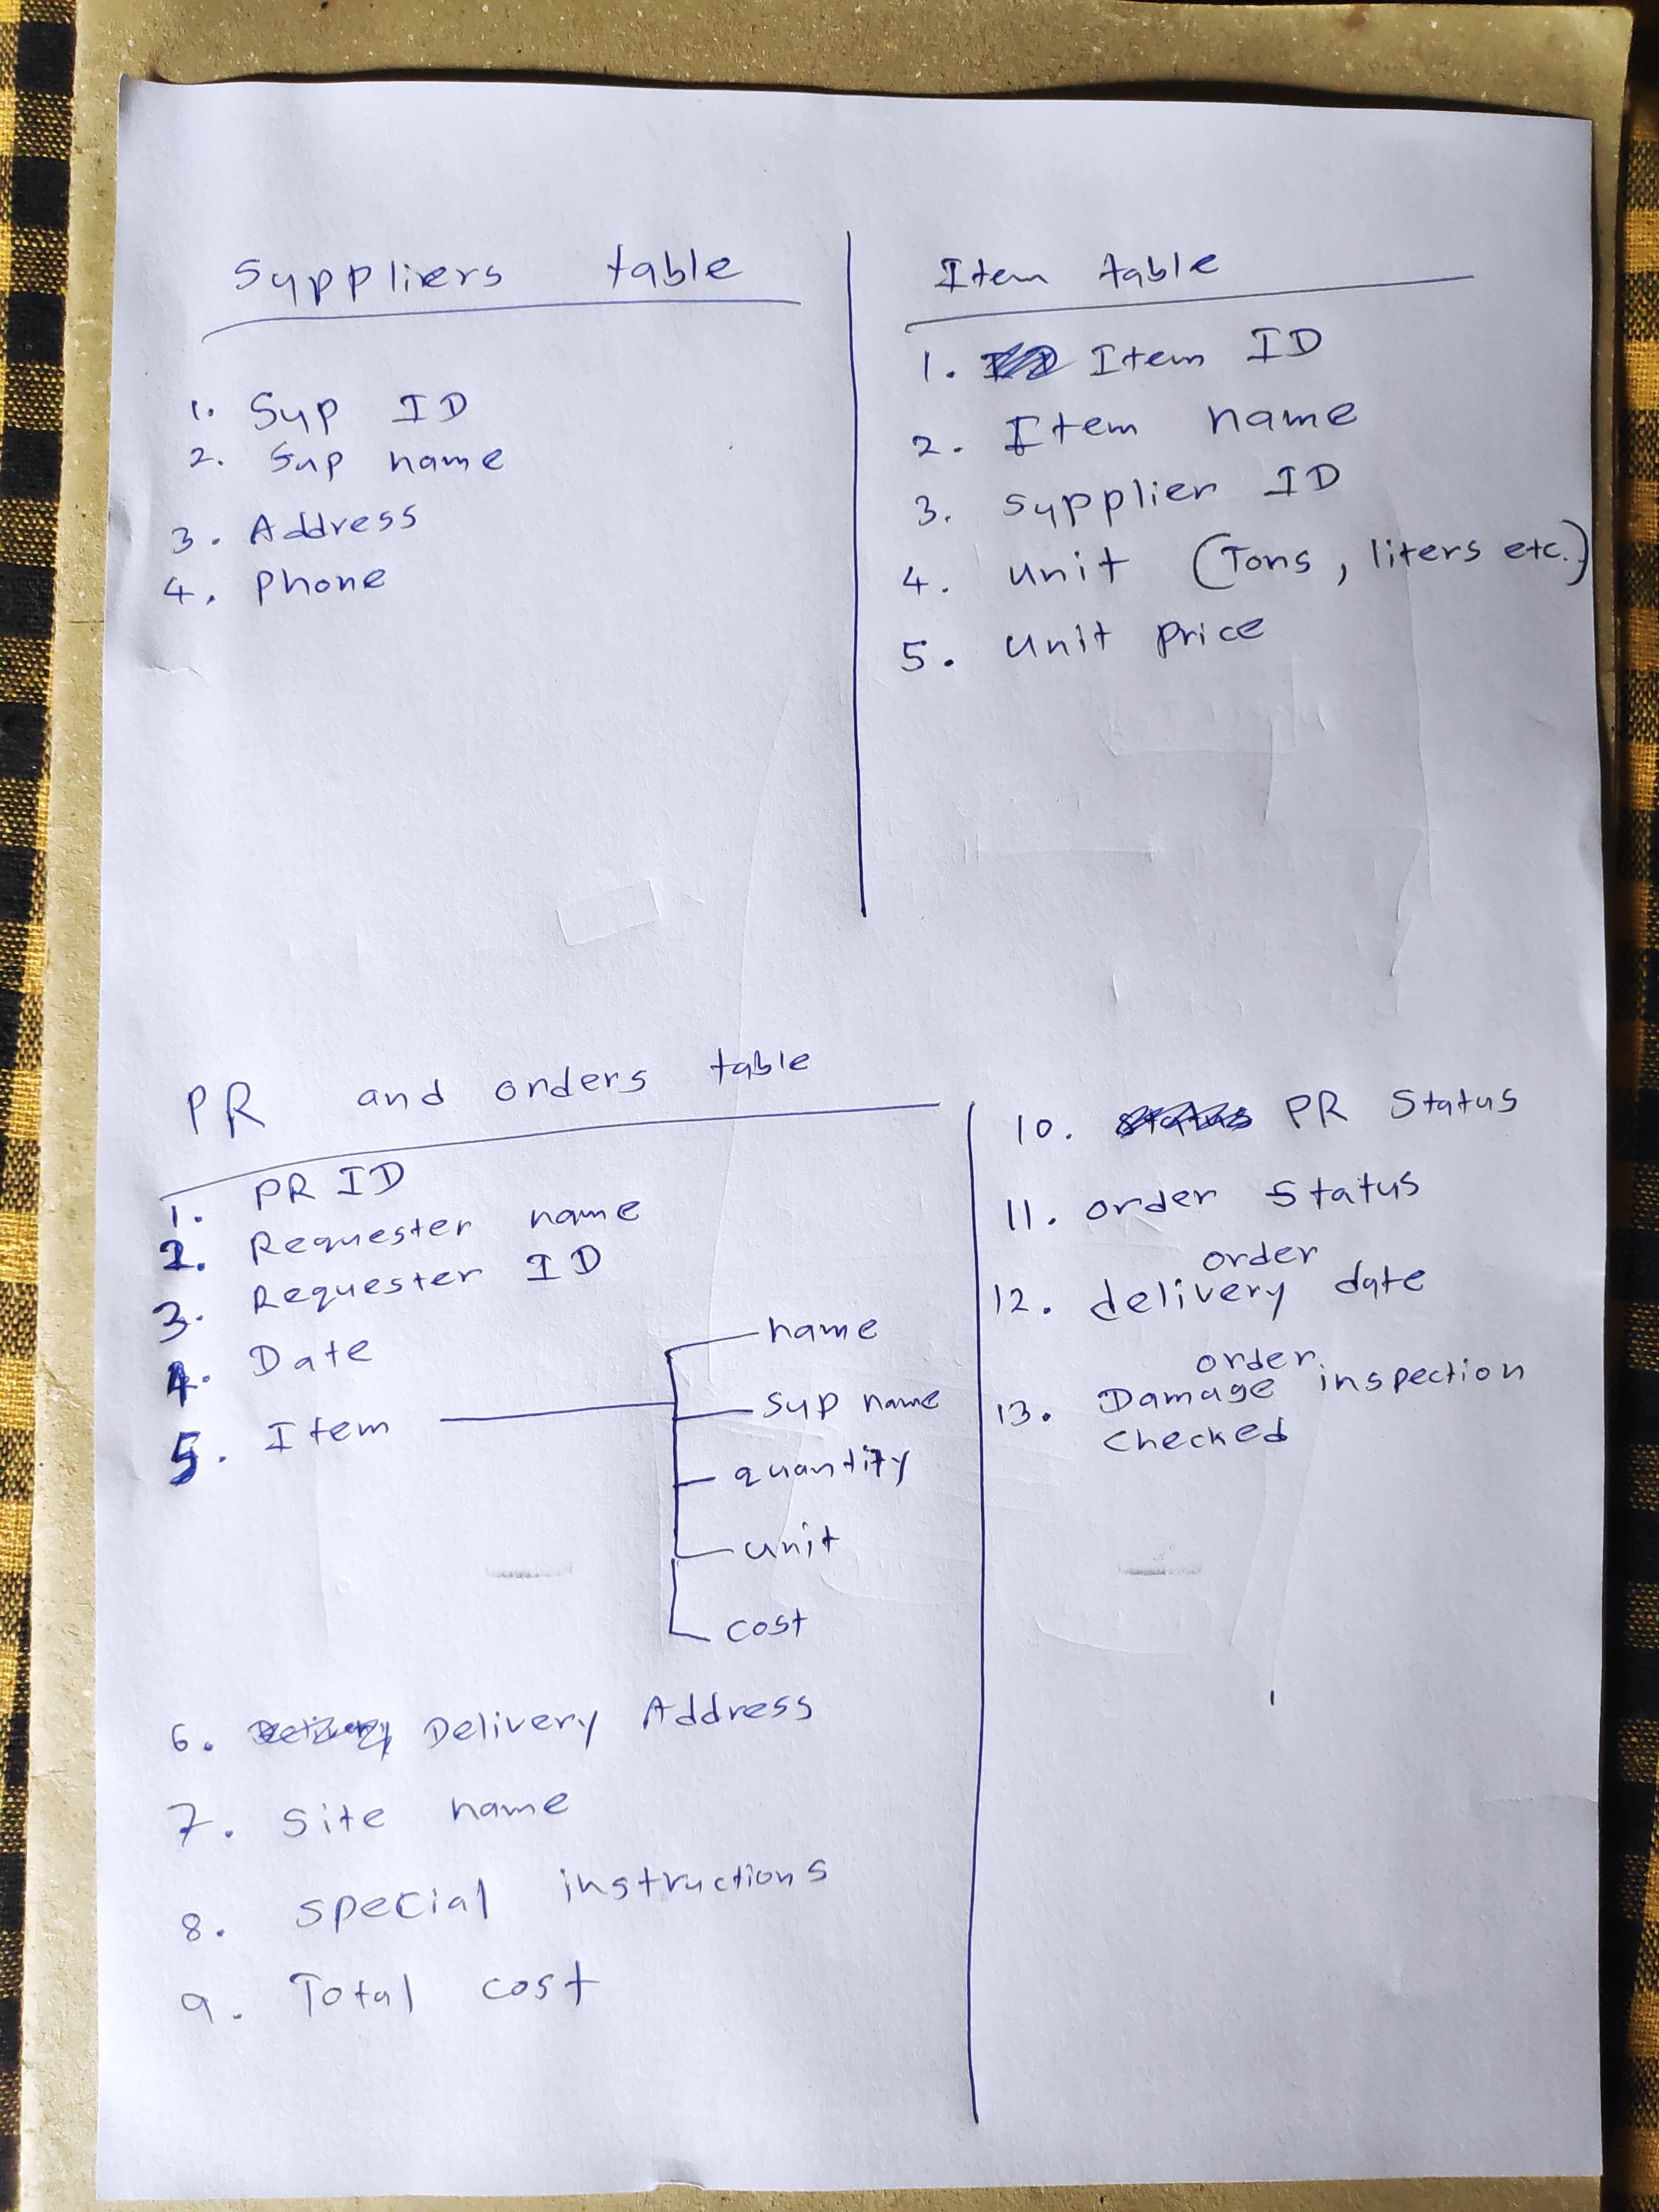 Suppliers table
1. Sup ID
2. Sup name
3. Address
4. Phone
Item table
1. Item ID
2. Item name
3. Supplier ID
4. unit (Tons, liters etc.)
5. unit price
PR and orders table
1. PR ID
2. Requester name
3. Requester ID
4. Date
5. Item
name
sup name
quantity
unit
cost
6. Delivery Address
7. site name
8. special instructions
9. Total cost
10. PR Status
11. order status
order
12. delivery date
order
13. Damage inspection
checked